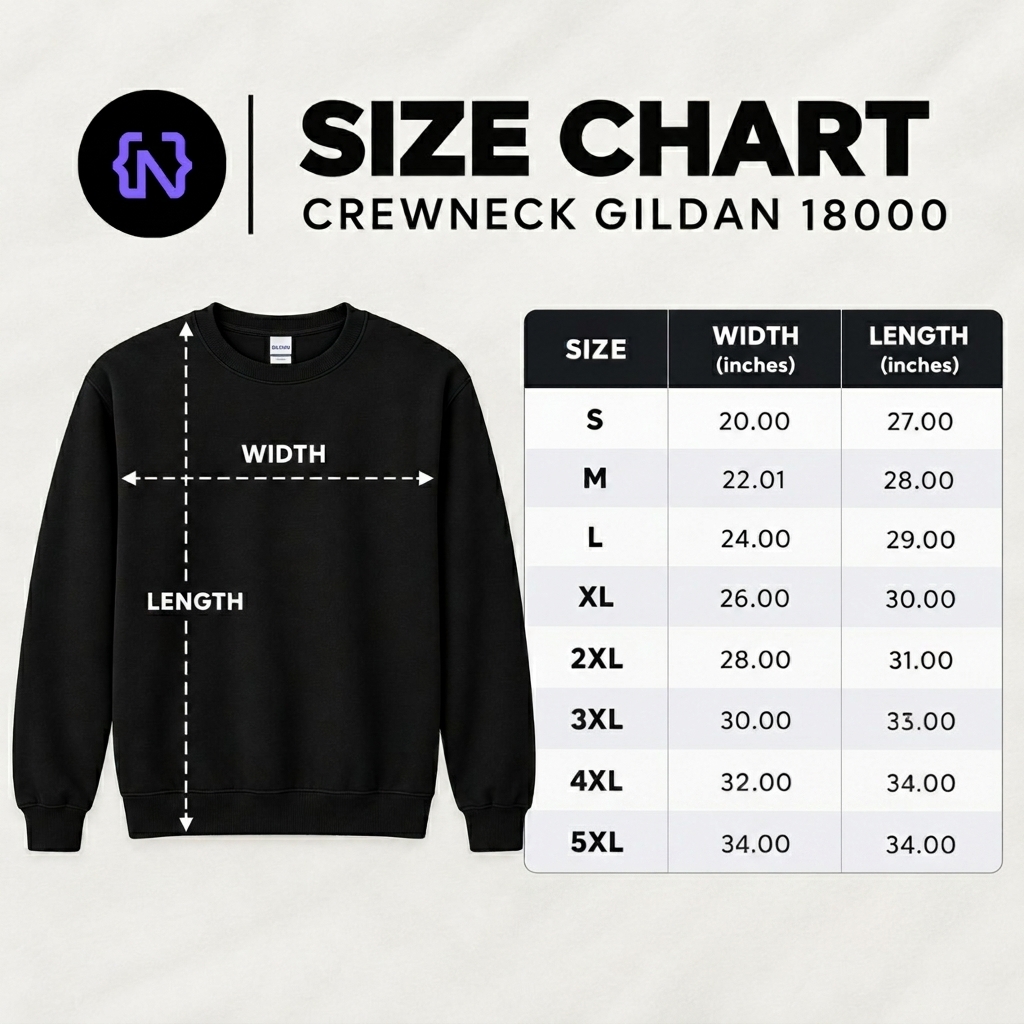 {N}
SIZE CHART
CREWNECK GILDAN 18000
GILDAN
WIDTH
LENGTH
SIZE WIDTH (inches) LENGTH (inches)
S 20.00 27.00
M 22.01 28.00
L 24.00 29.00
XL 26.00 30.00
2XL 28.00 31.00
3XL 30.00 33.00
4XL 32.00 34.00
5XL 34.00 34.00